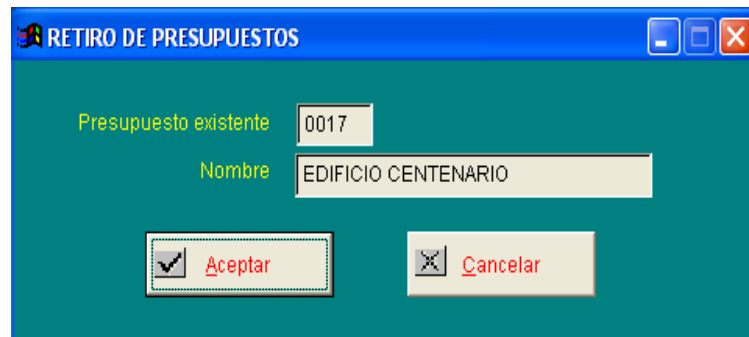 RETIRO DE PRESUPUESTOS
Presupuesto existente 0017
Nombre EDIFICIO CENTENARIO
Aceptar Cancelar